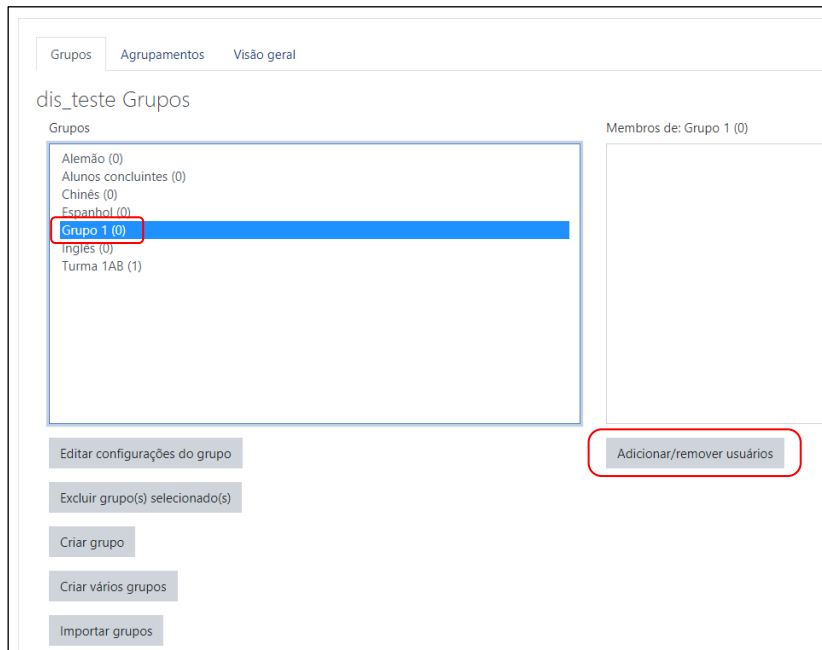 Grupos Agrupamentos Visão geral
dis_teste Grupos
Grupos
Alemão (0)
Alunos concluintes (0)
Chinês (0)
Espanhol (0)
Grupo 1 (0)
Inglês (0)
Turma 1AB (1)
Editar configurações do grupo
Excluir grupo(s) selecionado(s)
Criar grupo
Criar vários grupos
Importar grupos
Membros de: Grupo 1 (0)
Adicionar/remover usuários